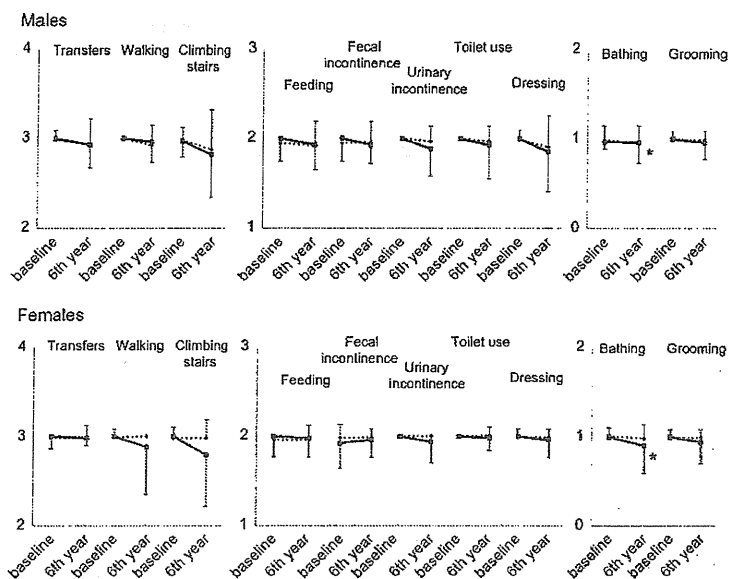 Males
4
3
2
Transfers
Walking
Climbing
stairs
baseline
6th year
baseline
6th year
baseline
6th year
3
2
1
Feeding
Fecal
incontinence
Urinary
incontinence
Toilet use
Dressing
baseline
6th year
baseline
6th year
baseline
6th year
baseline
6th year
baseline
6th year
2
1
0
Bathing
Grooming
*
baseline
6th year
baseline
6th year
Females
4
3
2
Transfers
Walking
Climbing
stairs
baseline
6th year
baseline
6th year
baseline
6th year
3
2
1
Feeding
Fecal
incontinence
Urinary
incontinence
Toilet use
Dressing
baseline
6th year
baseline
6th year
baseline
6th year
baseline
6th year
baseline
6th year
2
1
0
Bathing
Grooming
*
baseline
6th year
baseline
6th year